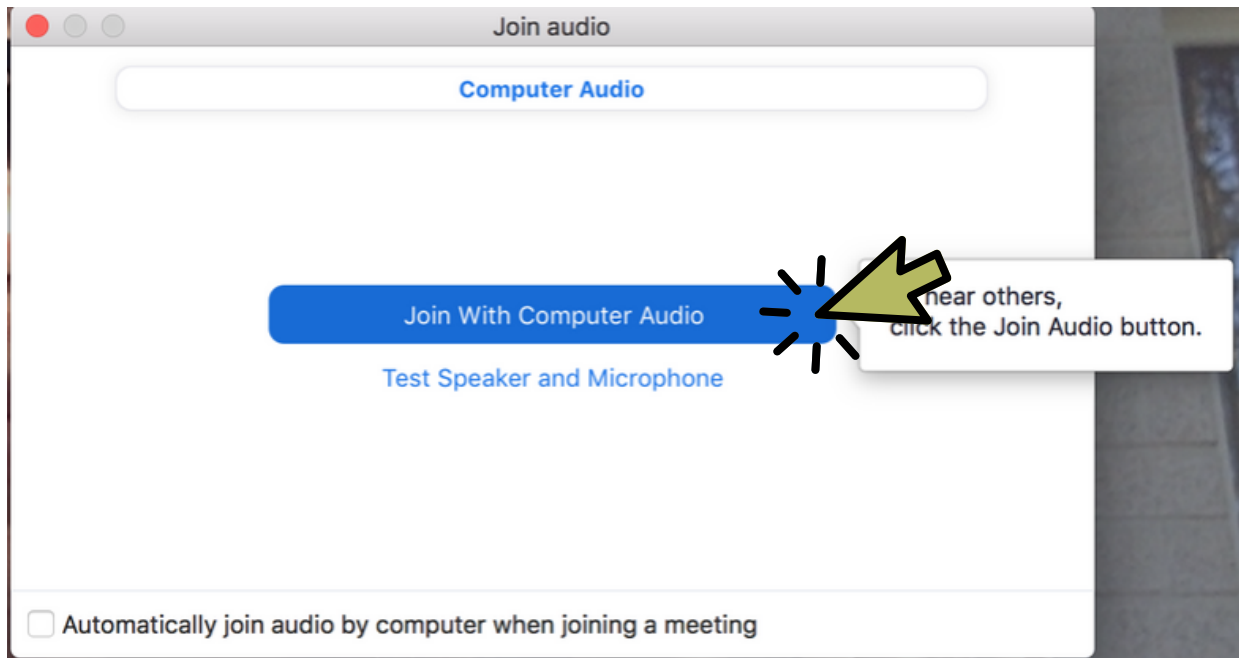 Join audio
Computer Audio
Join With Computer Audio
hear others,
click the Join Audio button.
Test Speaker and Microphone
Automatically join audio by computer when joining a meeting